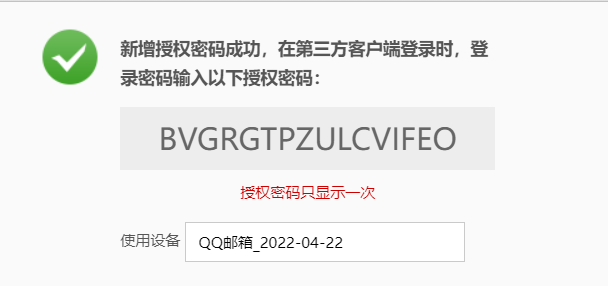 新增授权密码成功，在第三方客户端登录时，登
录密码输入以下授权密码：
BVGRGTPZULCVIFEO
授权密码只显示一次
使用设备 QQ邮箱_2022-04-22